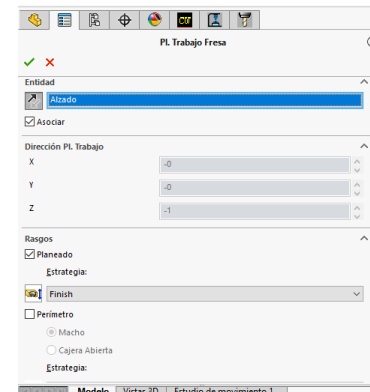 CW
Pl. Trabajo Fresa
Entidad
Alzado
Asociar
Dirección PL. Trabajo
X -0
Y -0
Z -1
Rasgos
Planeado
Estrategia:
Finish
Perímetro
Macho
Cajera Abierta
Estrategia:
Modelo Vistas 3D Estudio de movimiento 1